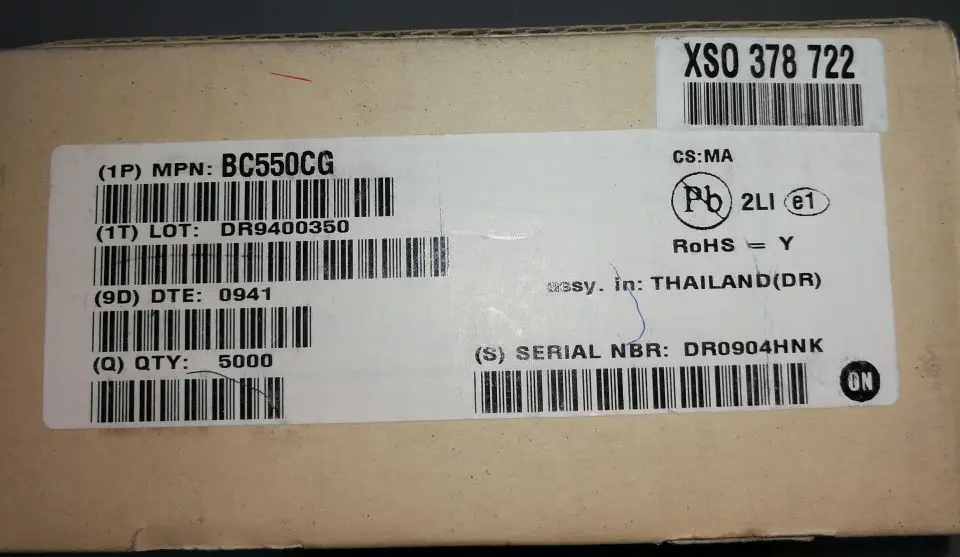 XSO 378 722
(1P) MPN: BC550CG
(1T) LOT: DR9400350
(9D) DTE: 0941
(Q) QTY: 5000
CS:MA
Pb 2LI e1
RoHS = Y
assy. in: THAILAND(DR)
(S) SERIAL NBR: DR0904HNK
ON